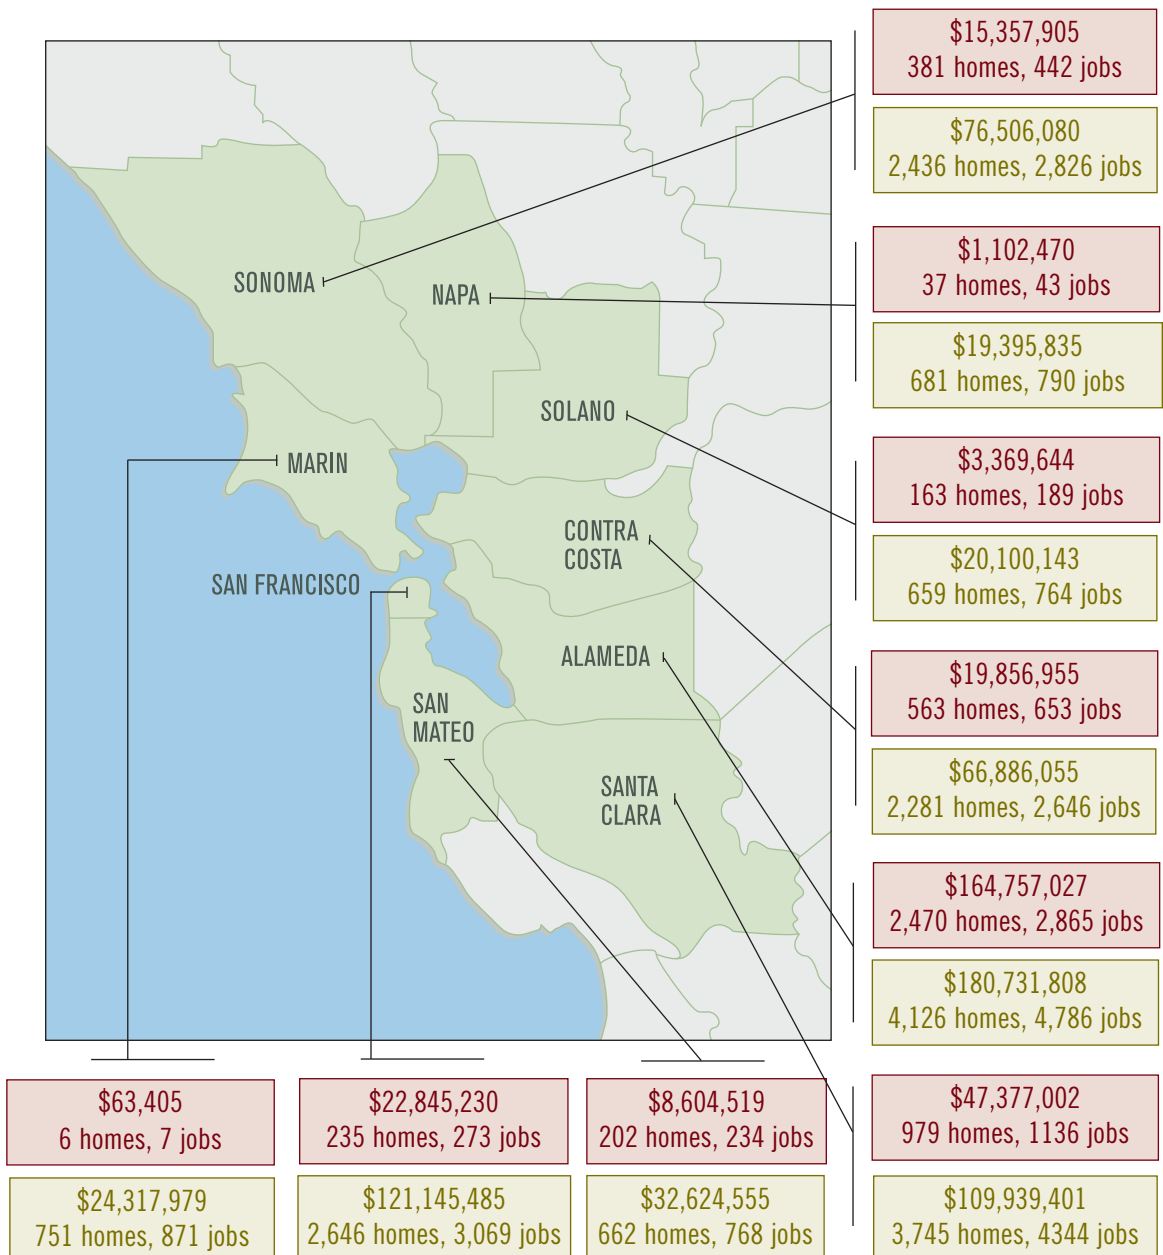 $15,357,905
381 homes, 442 jobs
$76,506,080
2,436 homes, 2,826 jobs
SONOMA
NAPA
$1,102,470
37 homes, 43 jobs
$19,395,835
681 homes, 790 jobs
SOLANO
MARIN
$3,369,644
163 homes, 189 jobs
CONTRA
COSTA
$20,100,143
659 homes, 764 jobs
SAN FRANCISCO
ALAMEDA
$19,856,955
563 homes, 653 jobs
SAN
MATEO
$66,886,055
2,281 homes, 2,646 jobs
SANTA
CLARA
$164,757,027
2,470 homes, 2,865 jobs
$180,731,808
4,126 homes, 4,786 jobs
$63,405
6 homes, 7 jobs
$22,845,230
235 homes, 273 jobs
$8,604,519
202 homes, 234 jobs
$47,377,002
979 homes, 1136 jobs
$24,317,979
751 homes, 871 jobs
$121,145,485
2,646 homes, 3,069 jobs
$32,624,555
662 homes, 768 jobs
$109,939,401
3,745 homes, 4344 jobs